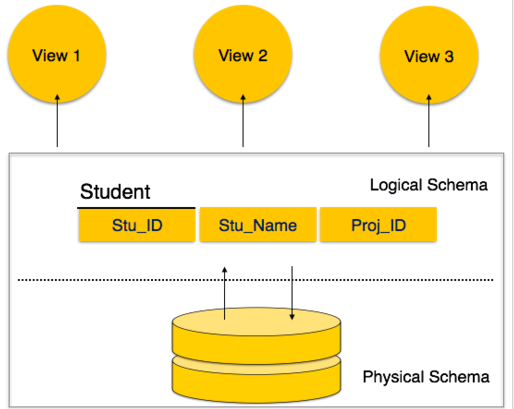 View 1
View 2
View 3
Logical Schema
Student
Stu_ID
Stu_Name
Proj_ID
Physical Schema